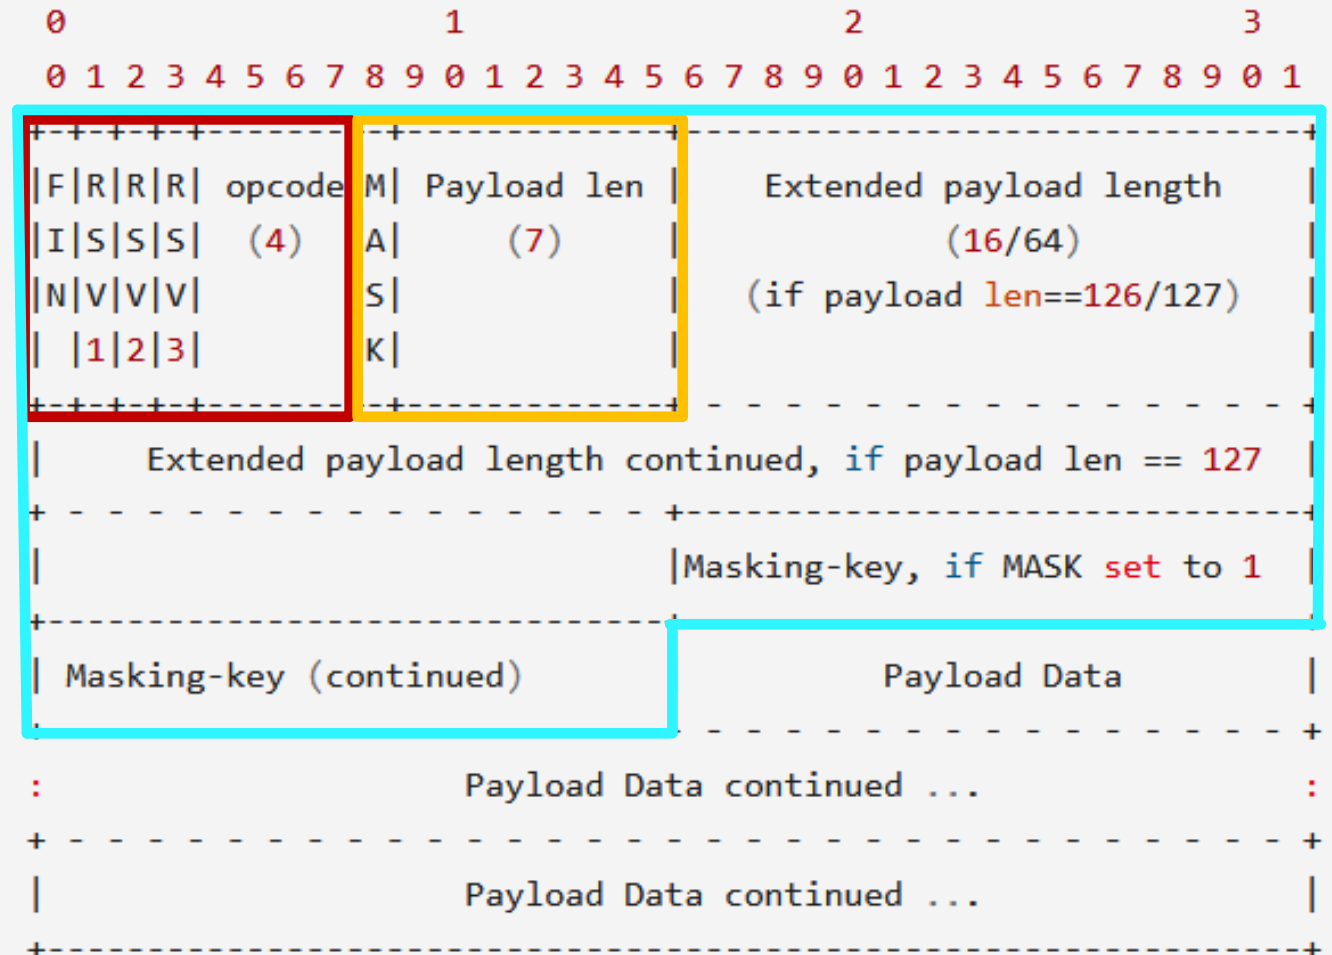 0 1 2 3
0 1 2 3 4 5 6 7 8 9 0 1 2 3 4 5 6 7 8 9 0 1 2 3 4 5 6 7 8 9 0 1
+-+-+-+-+-------+-+-------------+-------------------------------+
|F|R|R|R| opcode M| Payload len | Extended payload length |
|I|S|S|S| (4) A| (7) | (16/64) |
|N|V|V|V| S| | (if payload len==126/127) |
| |1|2|3| K| | |
+-+-+-+-+-------+-+-------------+ - - - - - - - - - - - - - - - +
| Extended payload length continued, if payload len == 127 |
+ - - - - - - - - - - - - - - - +-------------------------------+
| |Masking-key, if MASK set to 1 |
+-------------------------------+-------------------------------+
| Masking-key (continued) Payload Data |
+-------------------------------- - - - - - - - - - - - - - - - +
: Payload Data continued ... :
+ - - - - - - - - - - - - - - - - - - - - - - - - - - - - - - - +
| Payload Data continued ... |
+---------------------------------------------------------------+